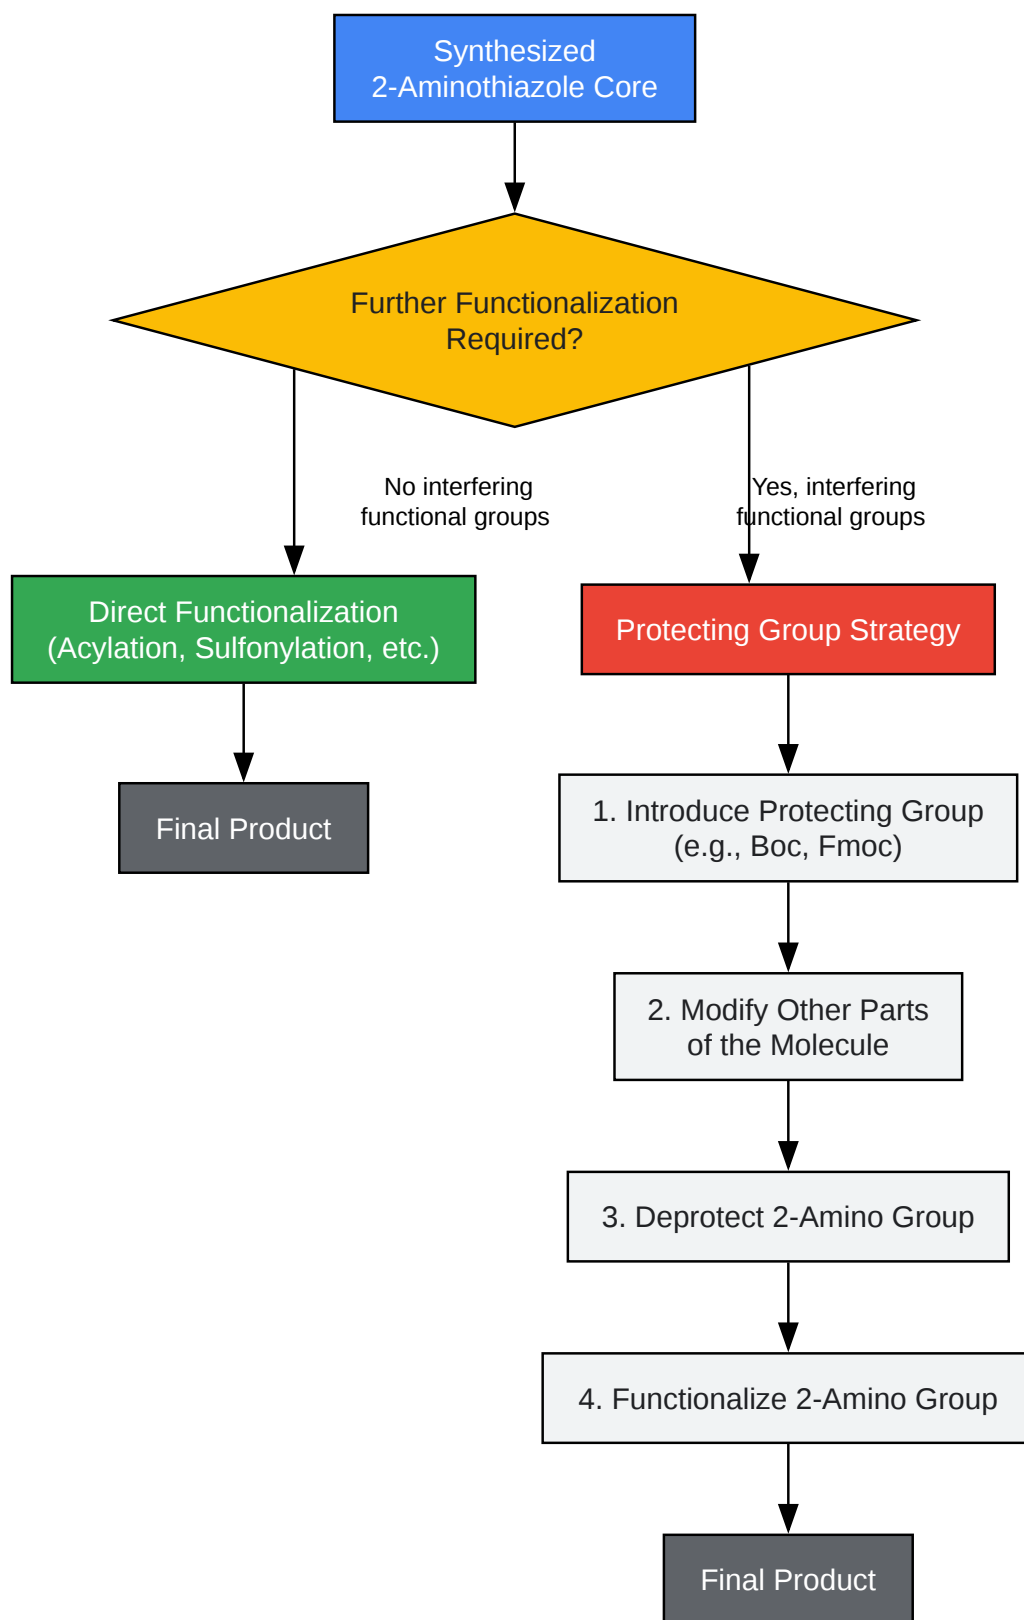 Synthesized
2-Aminothiazole Core
Further Functionalization
Required?
No interfering
functional groups
Yes, interfering
functional groups
Direct Functionalization
(Acylation, Sulfonylation, etc.)
Protecting Group Strategy
Final Product
1. Introduce Protecting Group
(e.g., Boc, Fmoc)
2. Modify Other Parts
of the Molecule
3. Deprotect 2-Amino Group
4. Functionalize 2-Amino Group
Final Product